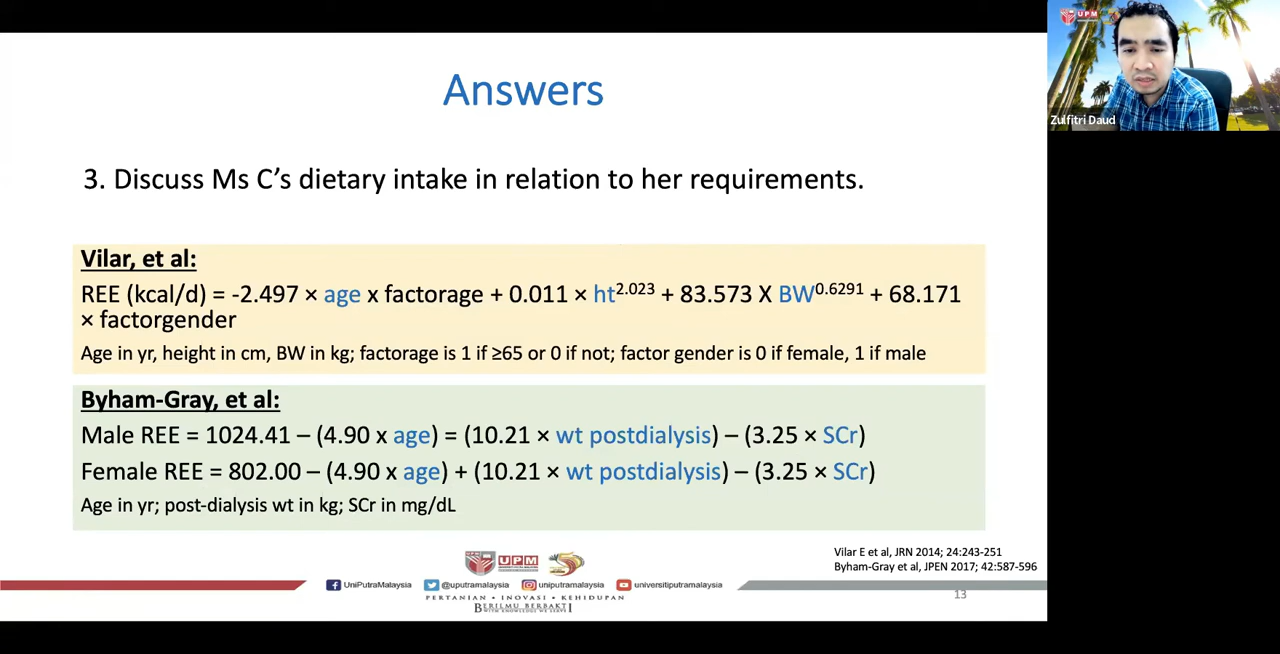 UPM
Zulfitri Daud
Answers
3. Discuss Ms C's dietary intake in relation to her requirements.
Vilar, et al:
REE (kcal/d) = -2.497 × age x factorage + 0.011 × ht2.023 + 83.573 X BW0.6291 + 68.171
× factorgender
Age in yr, height in cm, BW in kg; factorage is 1 if ≥65 or 0 if not; factor gender is 0 if female, 1 if male
Byham-Gray, et al:
Male REE = 1024.41 – (4.90 x age) = (10.21 × wt postdialysis) – (3.25 × SCr)
Female REE = 802.00 – (4.90 x age) + (10.21 × wt postdialysis) – (3.25 × SCr)
Age in yr; post-dialysis wt in kg; SCr in mg/dL
Vilar E et al, JRN 2014; 24:243-251
Byham-Gray et al, JPEN 2017; 42:587-596
UPM
UniPutraMalaysia @uputramalaysia uniputramalaysia universitiputramalaysia
PERTANIAN • INOVASI • KEHIDUPAN
BERILMU BERBAKTI
WITH KNOWLEDGE WE SERVE
13